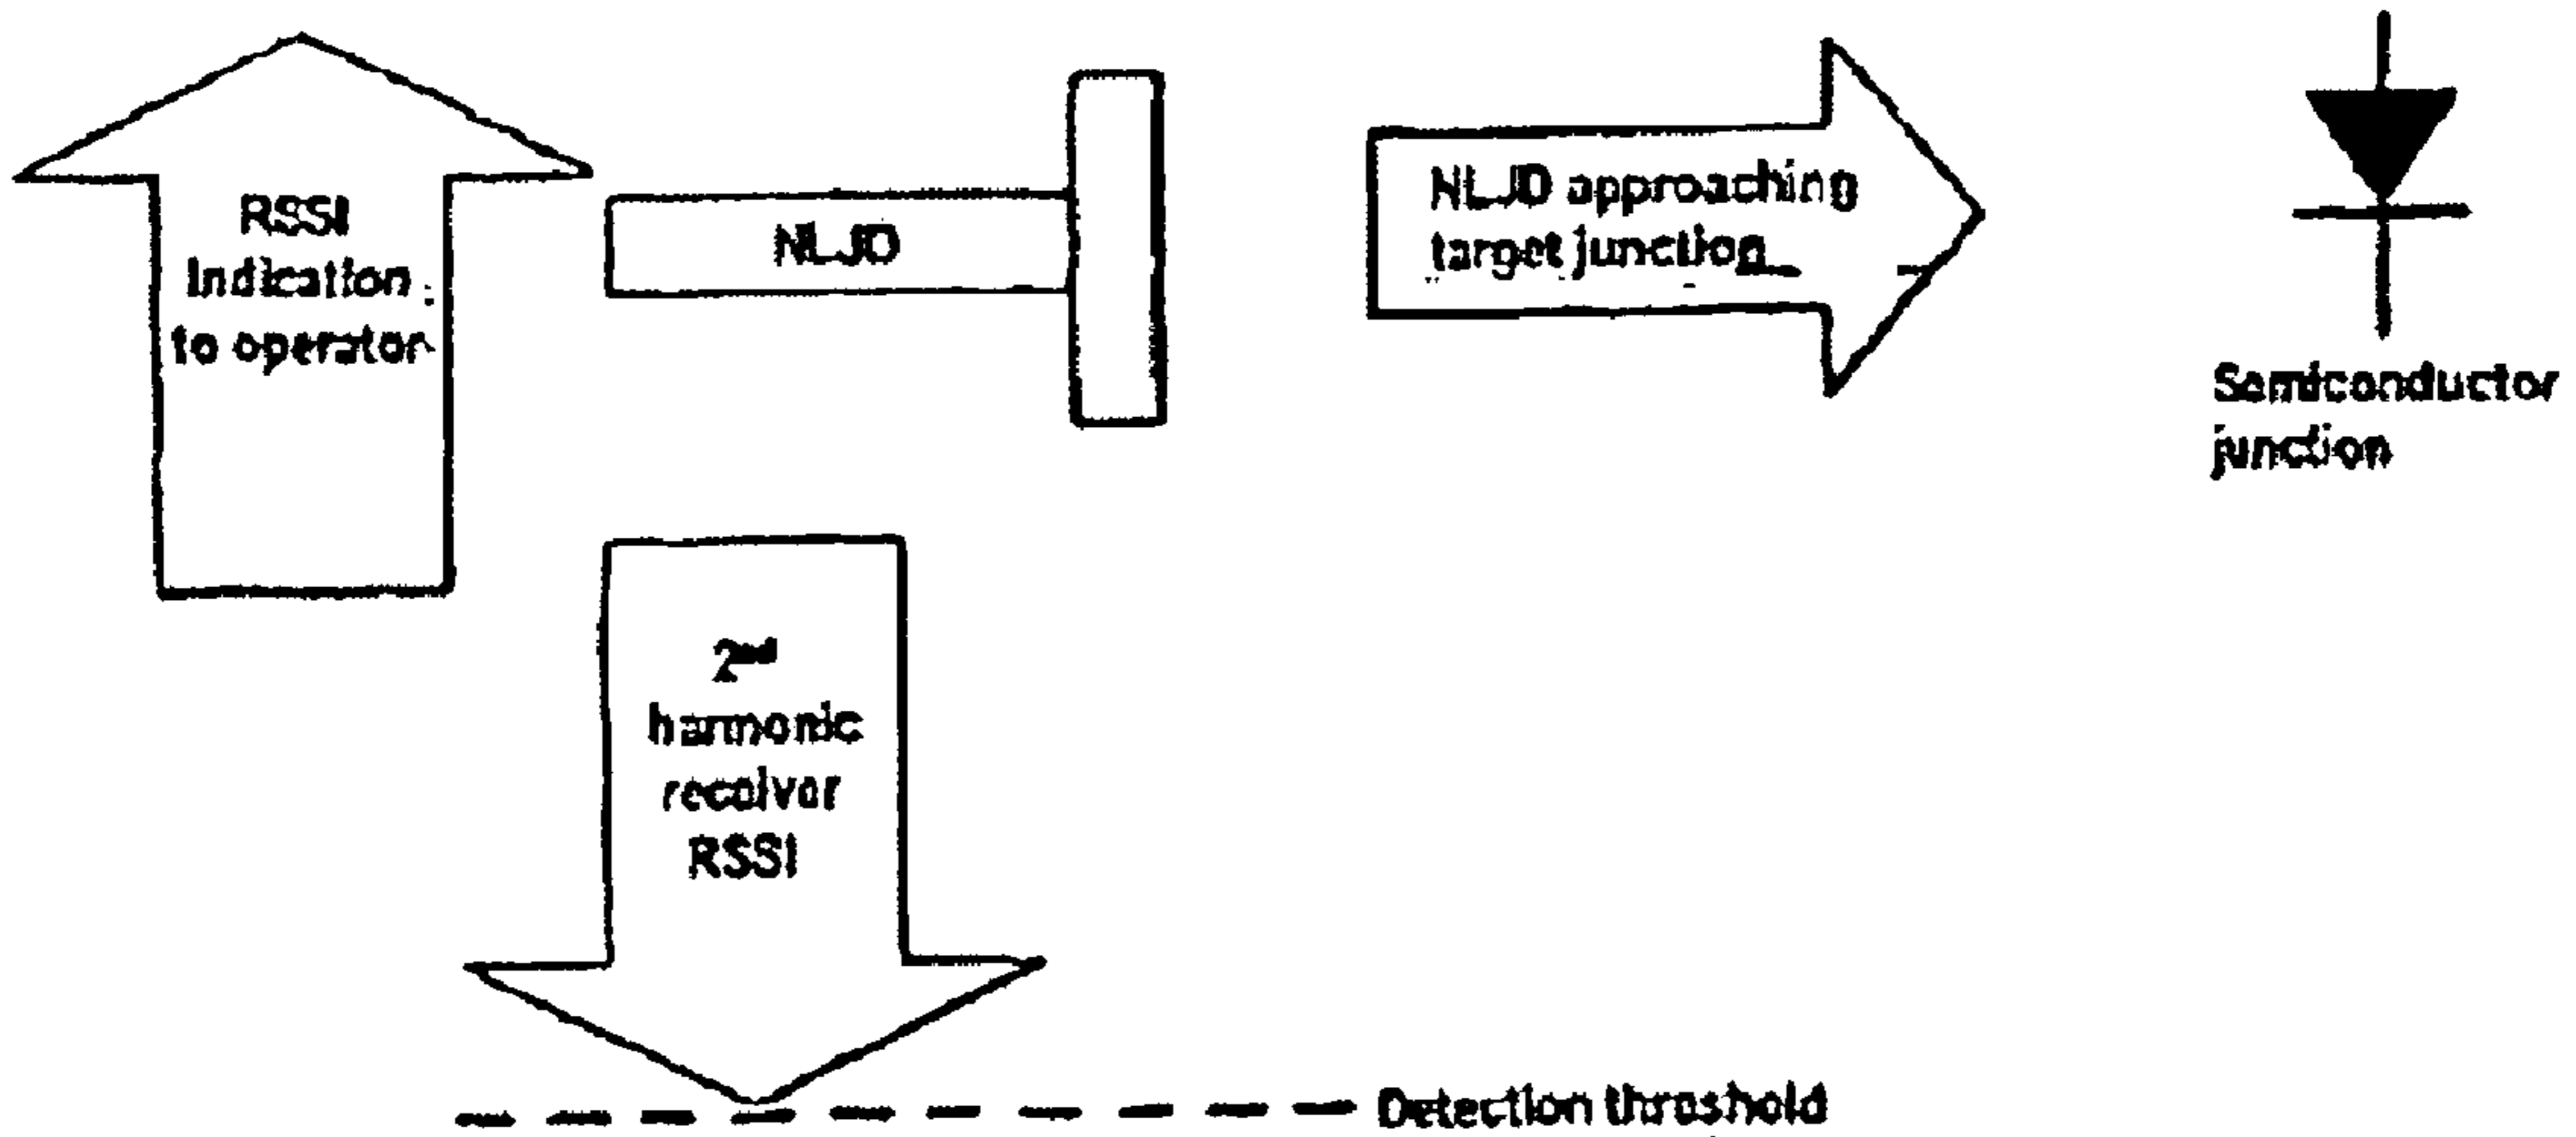 RSSI
Indication
to operator
NLJD
NLJD approaching
target junction
Semiconductor
junction
2nd
harmonic
receiver
RSSI
Detection threshold